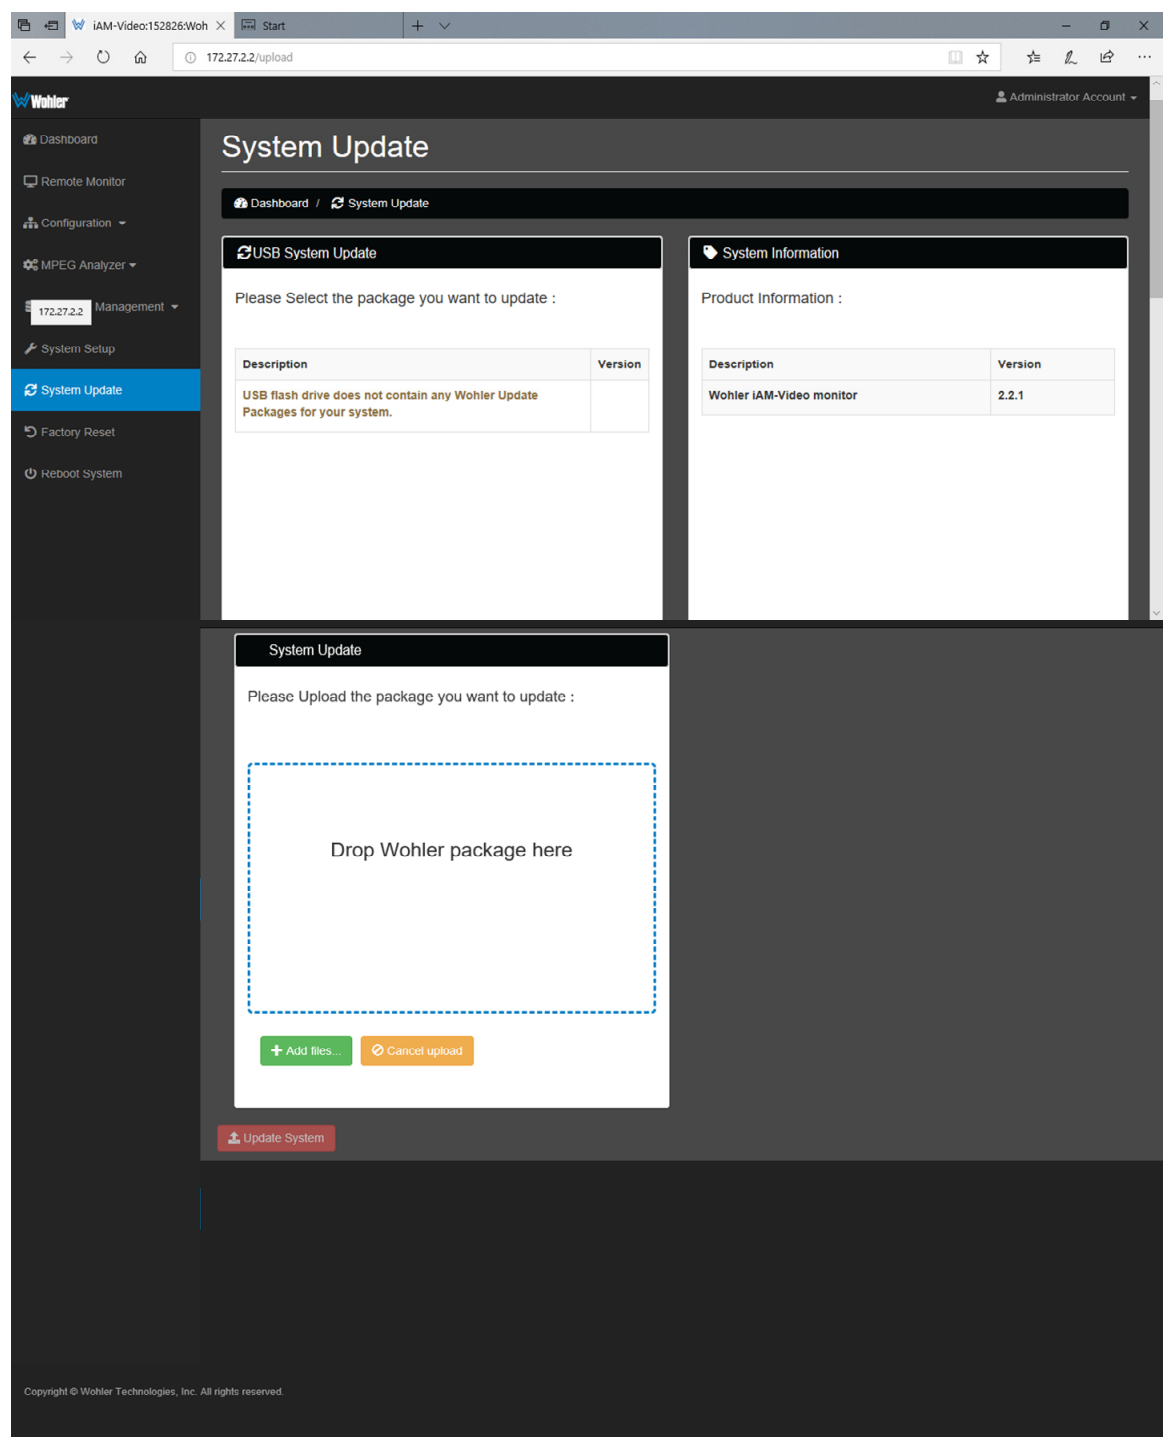 iAM-Video:152826:Woh
Start
172.27.2.2/upload
Wohler
Administrator Account
Dashboard
System Update
Remote Monitor
Dashboard / System Update
Configuration
USB System Update
System Information
MPEG Analyzer
Please Select the package you want to update :
Product Information :
172.27.2.2
Management
System Setup
Description Version
Description Version
System Update
USB flash drive does not contain any Wohler Update
Packages for your system.
Wohler iAM-Video monitor 2.2.1
Factory Reset
Reboot System
System Update
Please Upload the package you want to update :
Drop Wohler package here
Add files...
Cancel upload
Update System
Copyright © Wohler Technologies, Inc. All rights reserved.